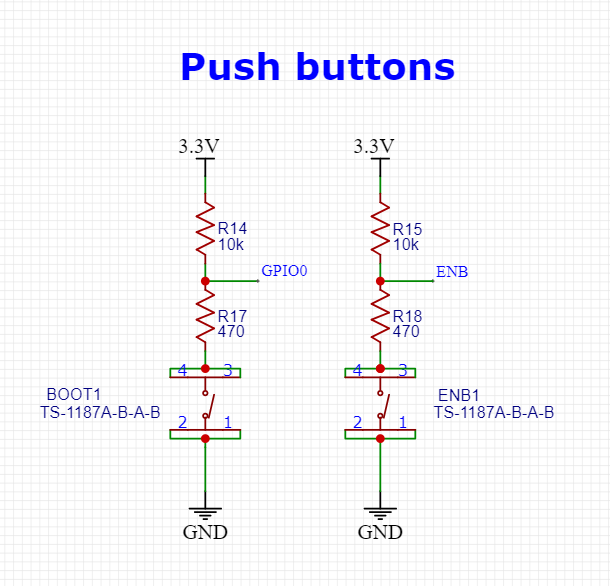 Push buttons
3.3V
3.3V
R14
10k
R15
10k
GPIO0
ENB
R17
470
R18
470
4 3
4 3
BOOT1
TS-1187A-B-A-B
ENB1
TS-1187A-B-A-B
2 1
2 1
GND
GND